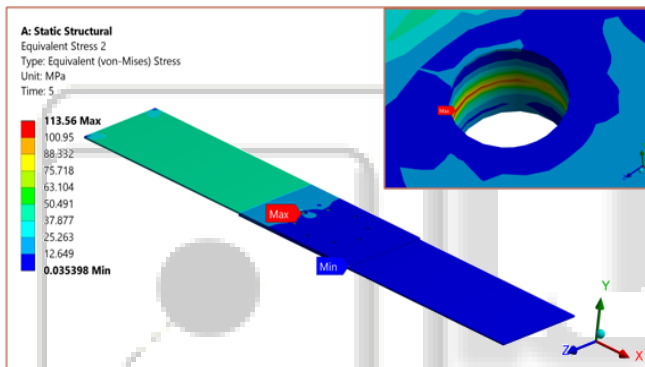 A: Static Structural
Equivalent Stress 2
Type: Equivalent (von-Mises) Stress
Unit: MPa
Time: 5
113.56 Max
100.95
88.332
75.718
63.104
50.491
37.877
25.263
12.649
0.035398 Min
Max
Min
Max
Y
Z
X